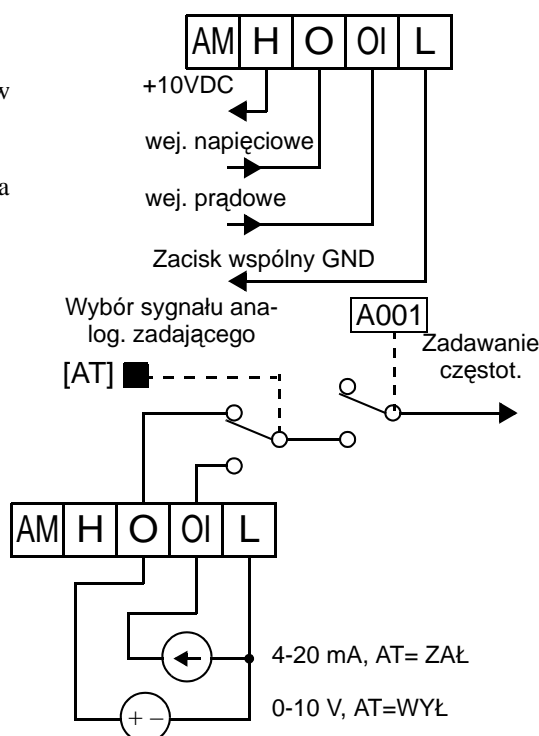 AM H O OI L
+10VDC
w
wej. napięciowe
a
wej. prądowe
Zacisk wspólny GND
Wybór sygnału ana-
log. zadającego
A001
Zadawanie
częstot.
[AT]
AM H O OI L
4-20 mA, AT= ZAŁ
+ –
0-10 V, AT=WYŁ